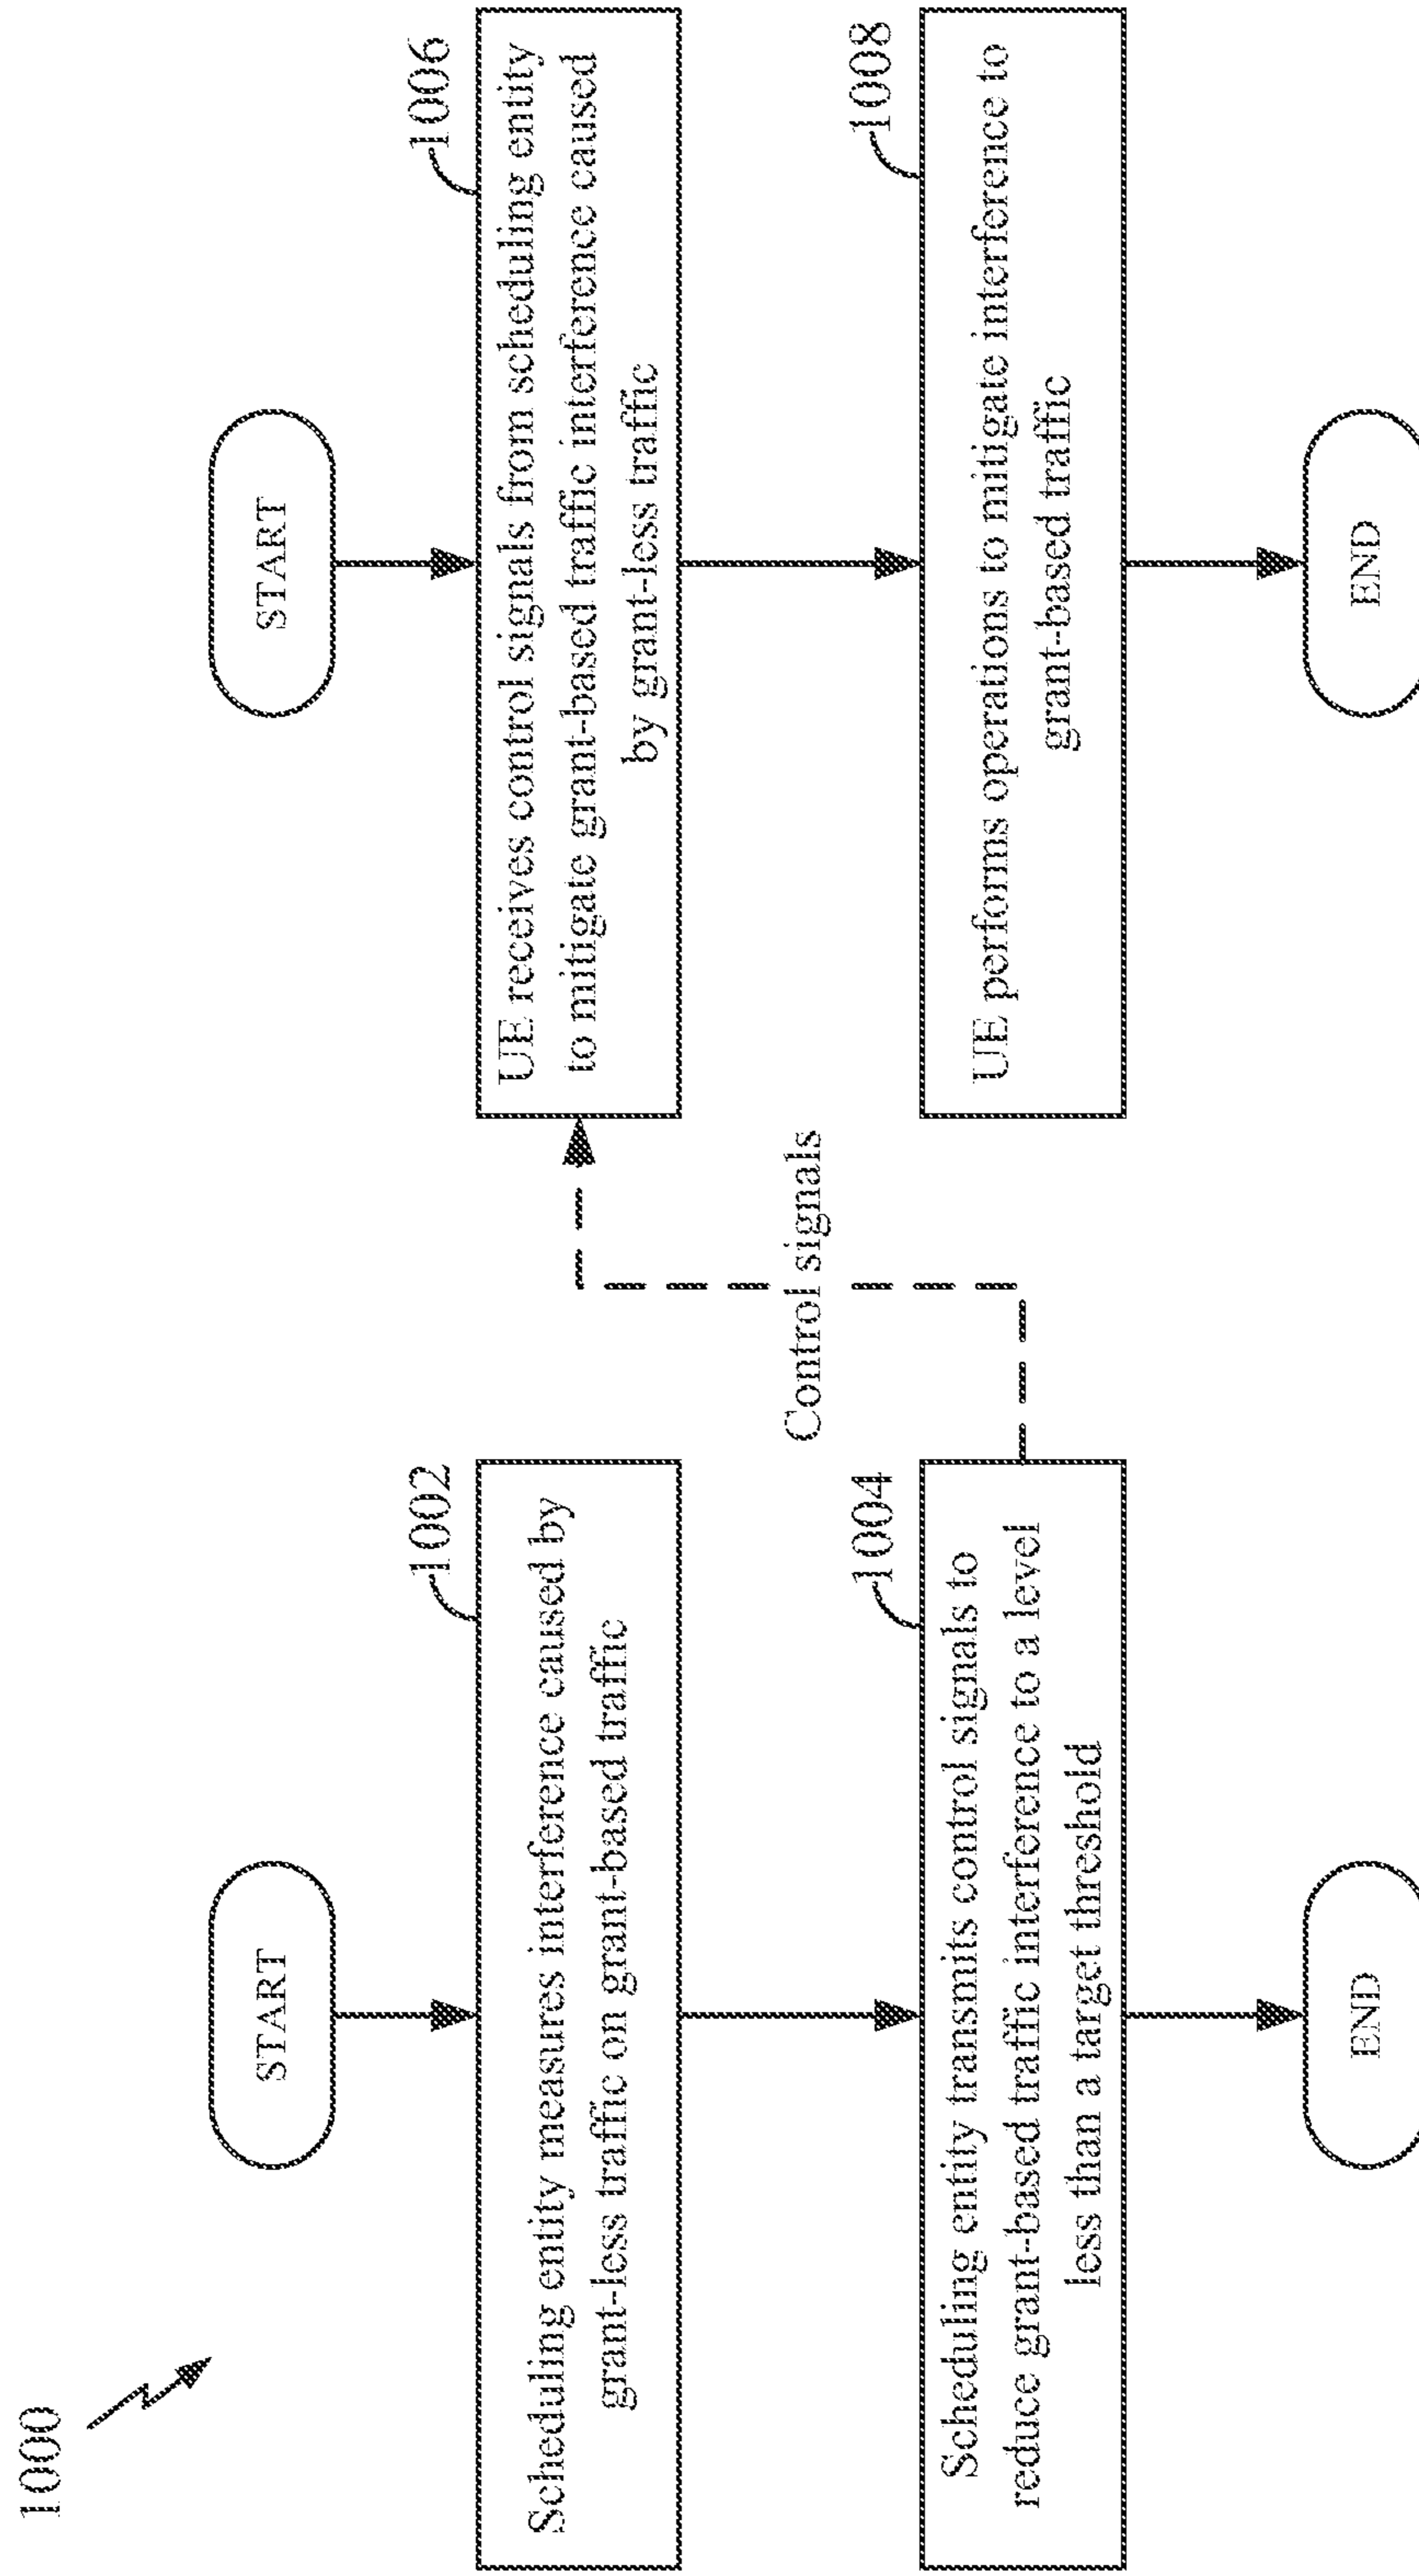 1000
START
1002
Scheduling entity measures interference caused by
grant-less traffic on grant-based traffic
1004
Scheduling entity transmits control signals to
reduce grant-based traffic interference to a level
less than a target threshold
END
Control signals
START
1006
UE receives control signals from scheduling entity
to mitigate grant-based traffic interference caused
by grant-less traffic
1008
UE performs operations to mitigate interference to
grant-based traffic
END